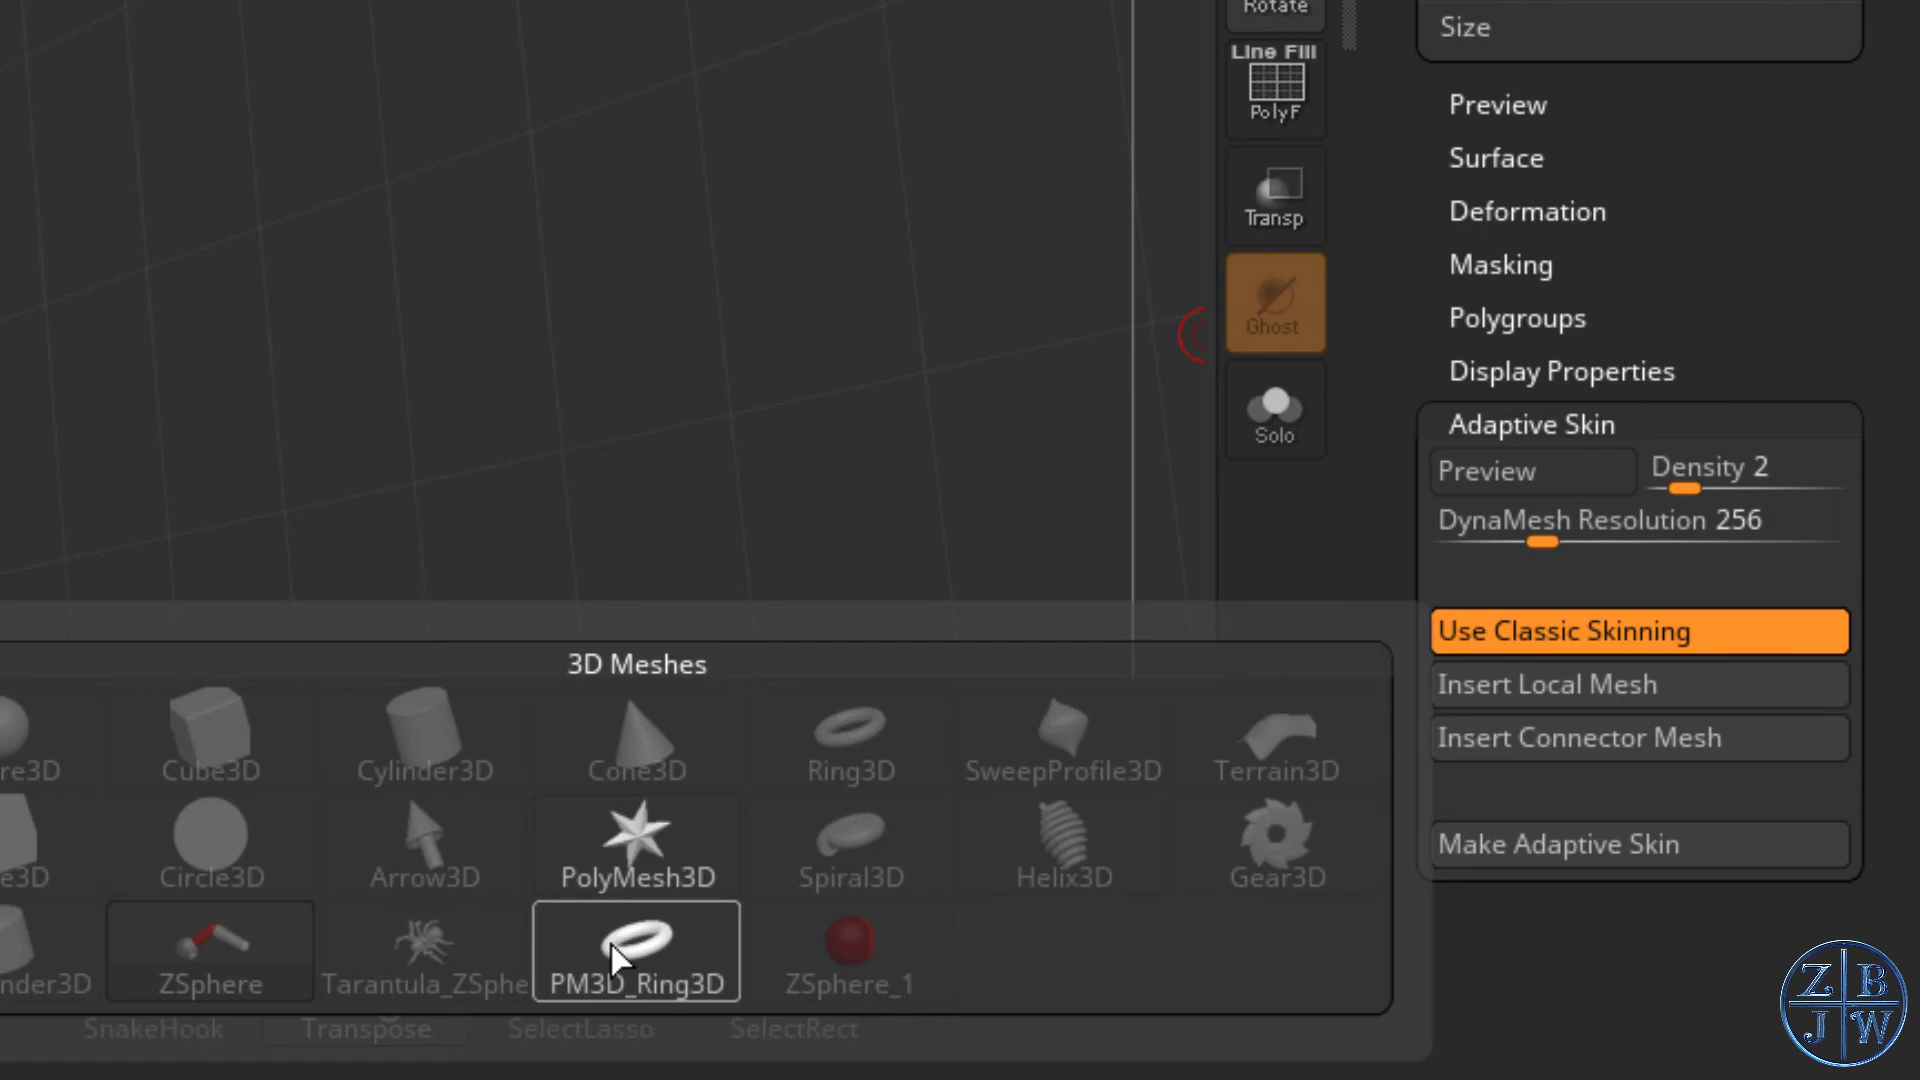 Rotate
Line Fill
PolyF
Transp
Ghost
Solo
Size
Preview
Surface
Deformation
Masking
Polygroups
Display Properties
Adaptive Skin
Preview
Density 2
DynaMesh Resolution 256
Use Classic Skinning
Insert Local Mesh
Insert Connector Mesh
Make Adaptive Skin
3D Meshes
re3D Cube3D Cylinder3D Cone3D Ring3D SweepProfile3D Terrain3D
e3D Circle3D Arrow3D PolyMesh3D Spiral3D Helix3D Gear3D
nder3D ZSphere Tarantula_ZSphe PM3D_Ring3D ZSphere_1
SnakeHook Transpose SelectLasso SelectRect
Z B
J W